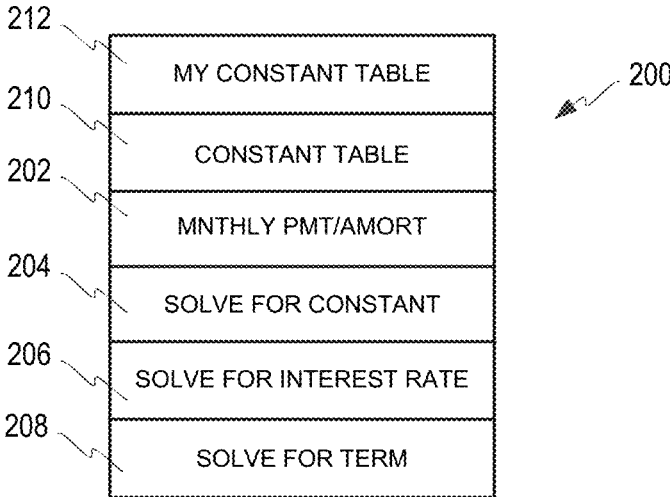 212
MY CONSTANT TABLE
200
210
CONSTANT TABLE
202
MNTHLY PMT/AMORT
204
SOLVE FOR CONSTANT
206
SOLVE FOR INTEREST RATE
208
SOLVE FOR TERM